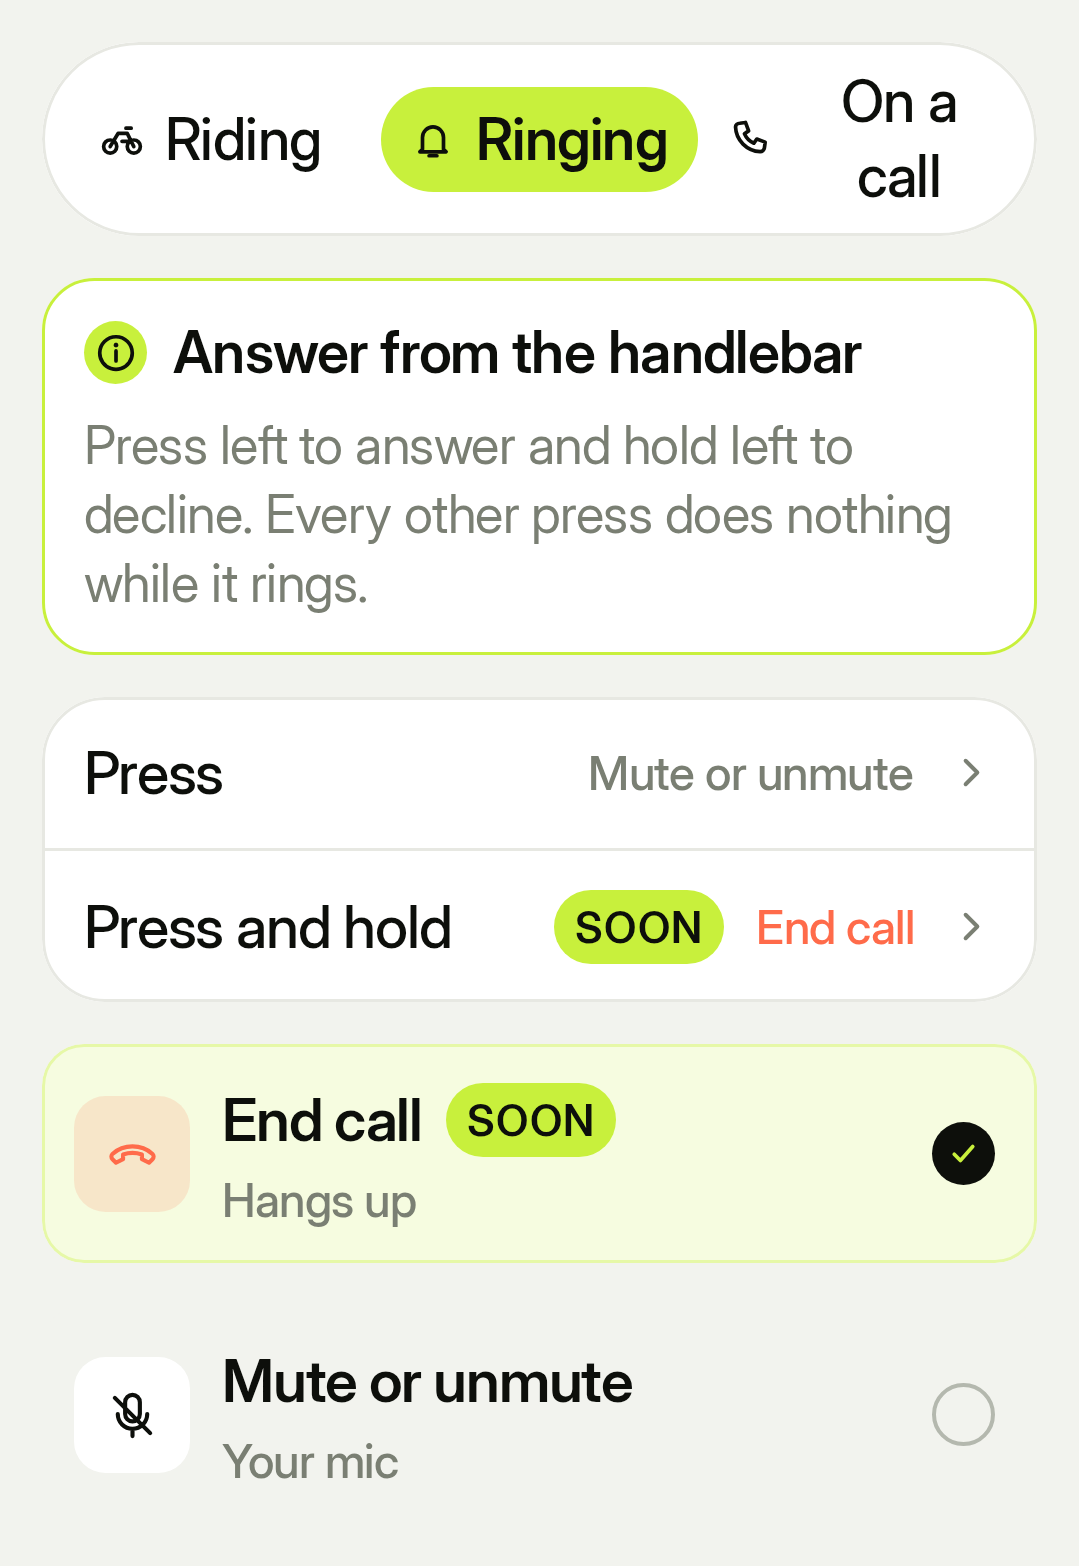 Riding
Ringing
On a
call
Answer from the handlebar
Press left to answer and hold left to
decline. Every other press does nothing
while it rings.
Press
Mute or unmute
Press and hold
SOON
End call
End call
SOON
Hangs up
Mute or unmute
Your mic